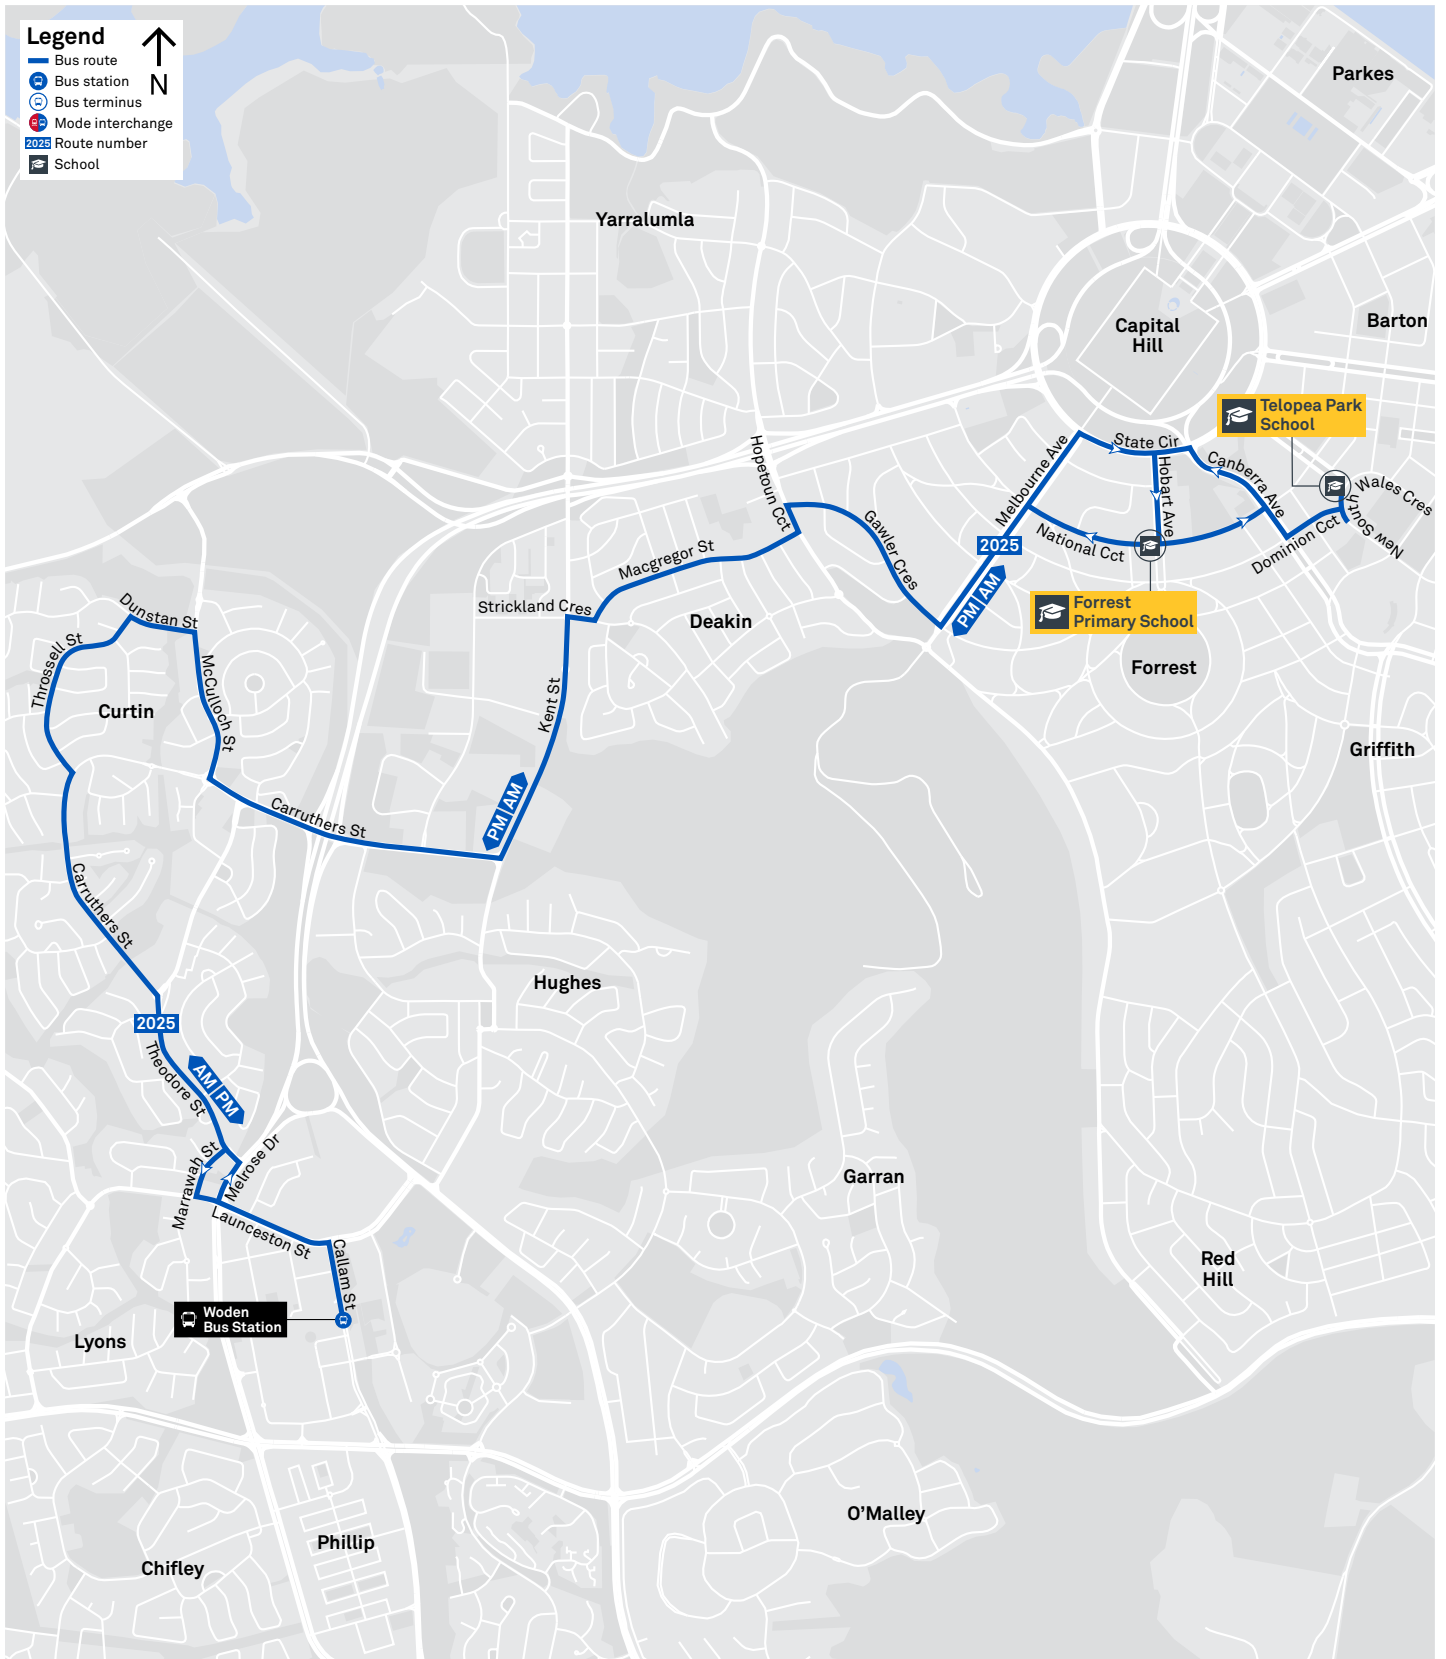 Legend
N
Bus route
Bus station
Bus terminus
Mode interchange
2025 Route number
School
Parkes
Yarralumla
Capital
Hill
Barton
Telopea Park
School
State Cir
Hobart Ave
Canberra Ave
Wales Cres
New South
Dominion Cct
National Cct
Melbourne Ave
2025
PM | AM
Forrest
Primary School
Forrest
Griffith
Hopetoun Cct
Gawler Cres
Macgregor St
Strickland Cres
Deakin
Kent St
PM | AM
Dunstan St
Throssell St
McCulloch St
Curtin
Carruthers St
Carruthers St
Hughes
2025
Theodore St
AM | PM
Marrawah St
Melrose Dr
Launceston St
Callam St
Woden
Bus Station
Garran
Red
Hill
Lyons
O'Malley
Phillip
Chifley